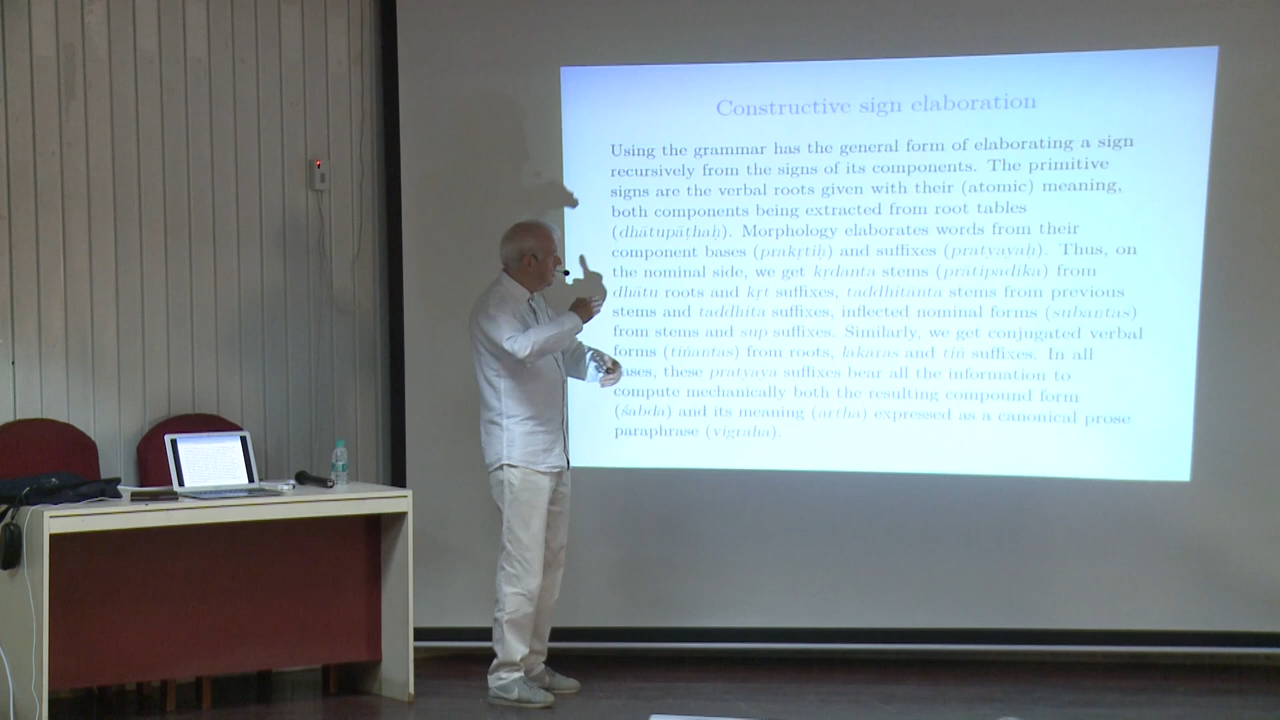 Constructive sign elaboration
Using the grammar has the general form of elaborating a sign
recursively from the signs of its components. The primitive
signs are the verbal roots given with their (atomic) meaning,
both components being extracted from root tables
(dhātupāṭhaḥ). Morphology elaborates words from their
component bases (prakṛtiḥ) and suffixes (pratyayaḥ). Thus, on
the nominal side, we get kṛdanta stems (prātipadika) from
dhātu roots and kṛt suffixes, taddhitānta stems from previous
stems and taddhita suffixes, inflected nominal forms (subantas)
from stems and sup suffixes. Similarly, we get conjugated verbal
forms (tiṅantas) from roots, lakāras and tiṅ suffixes. In all
ases, these pratyaya suffixes bear all the information to
compute mechanically both the resulting compound form
(śabda) and its meaning (artha) expressed as a canonical prose
paraphrase (vigraha).